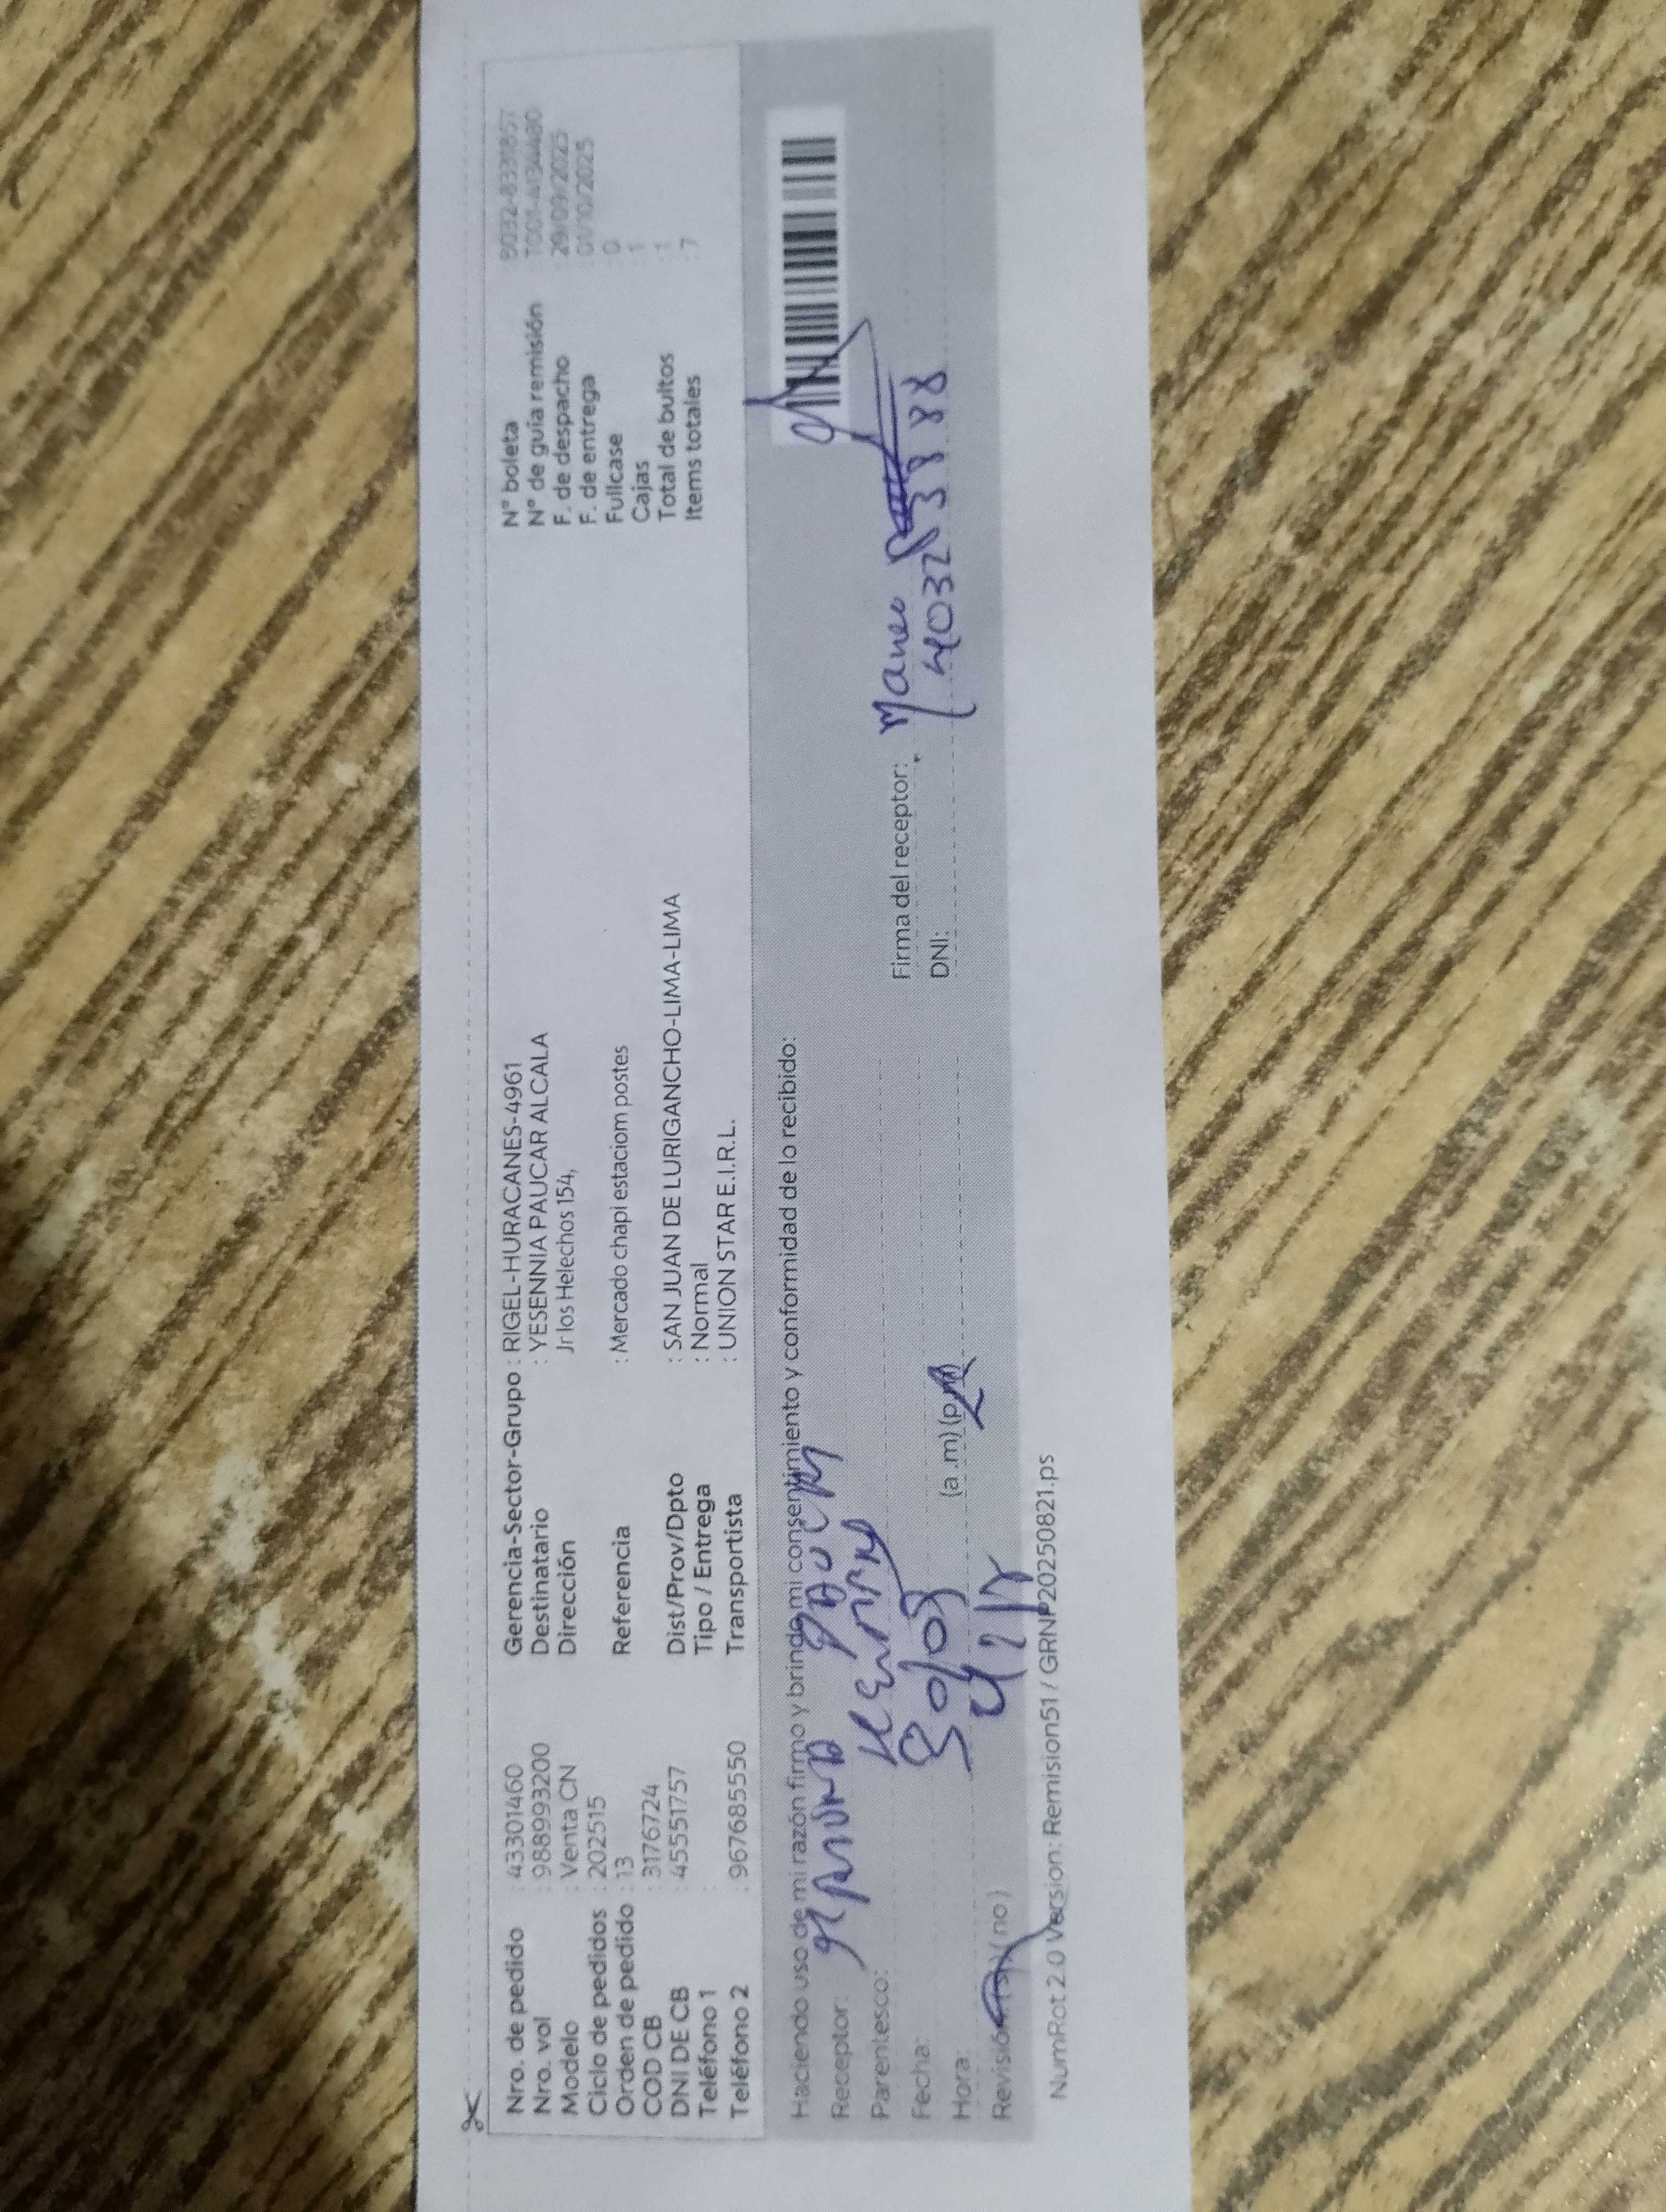 Nro. de pedido : 43301460
Nro. vol : 988993200
Modelo : Venta CN
Ciclo de pedidos : 202515
Orden de pedido : 13
COD CB : 3176724
DNI DE CB : 45551757
Teléfono 1 :
Teléfono 2 : 967685550
Gerencia-Sector-Grupo : RIGEL-HURACANES-4961
Destinatario : YESENNIA PAUCAR ALCALA
Dirección Jr los Helechos 154,
Referencia : Mercado chapi estaciom postes
Dist/Prov/Dpto : SAN JUAN DE LURIGANCHO-LIMA-LIMA
Tipo / Entrega : Normal
Transportista : UNION STAR E.I.R.L.
N° boleta
N° de guía remisión
F. de despacho : 29/09/2025
F. de entrega 01/10/2025
Fullcase : 0
Cajas : 1
Total de bultos : 1
Items totales : 7
Haciendo uso de mi razón firmo y brindo mi consentimiento y conformidad de lo recibido:
Receptor:
Parentesco:
Fecha:
Hora: (a.m) (p.m)
Revisión (no)
Firma del receptor:
DNI:
NumRot 2.0 Version: Remision51 / GRNP20250821.ps